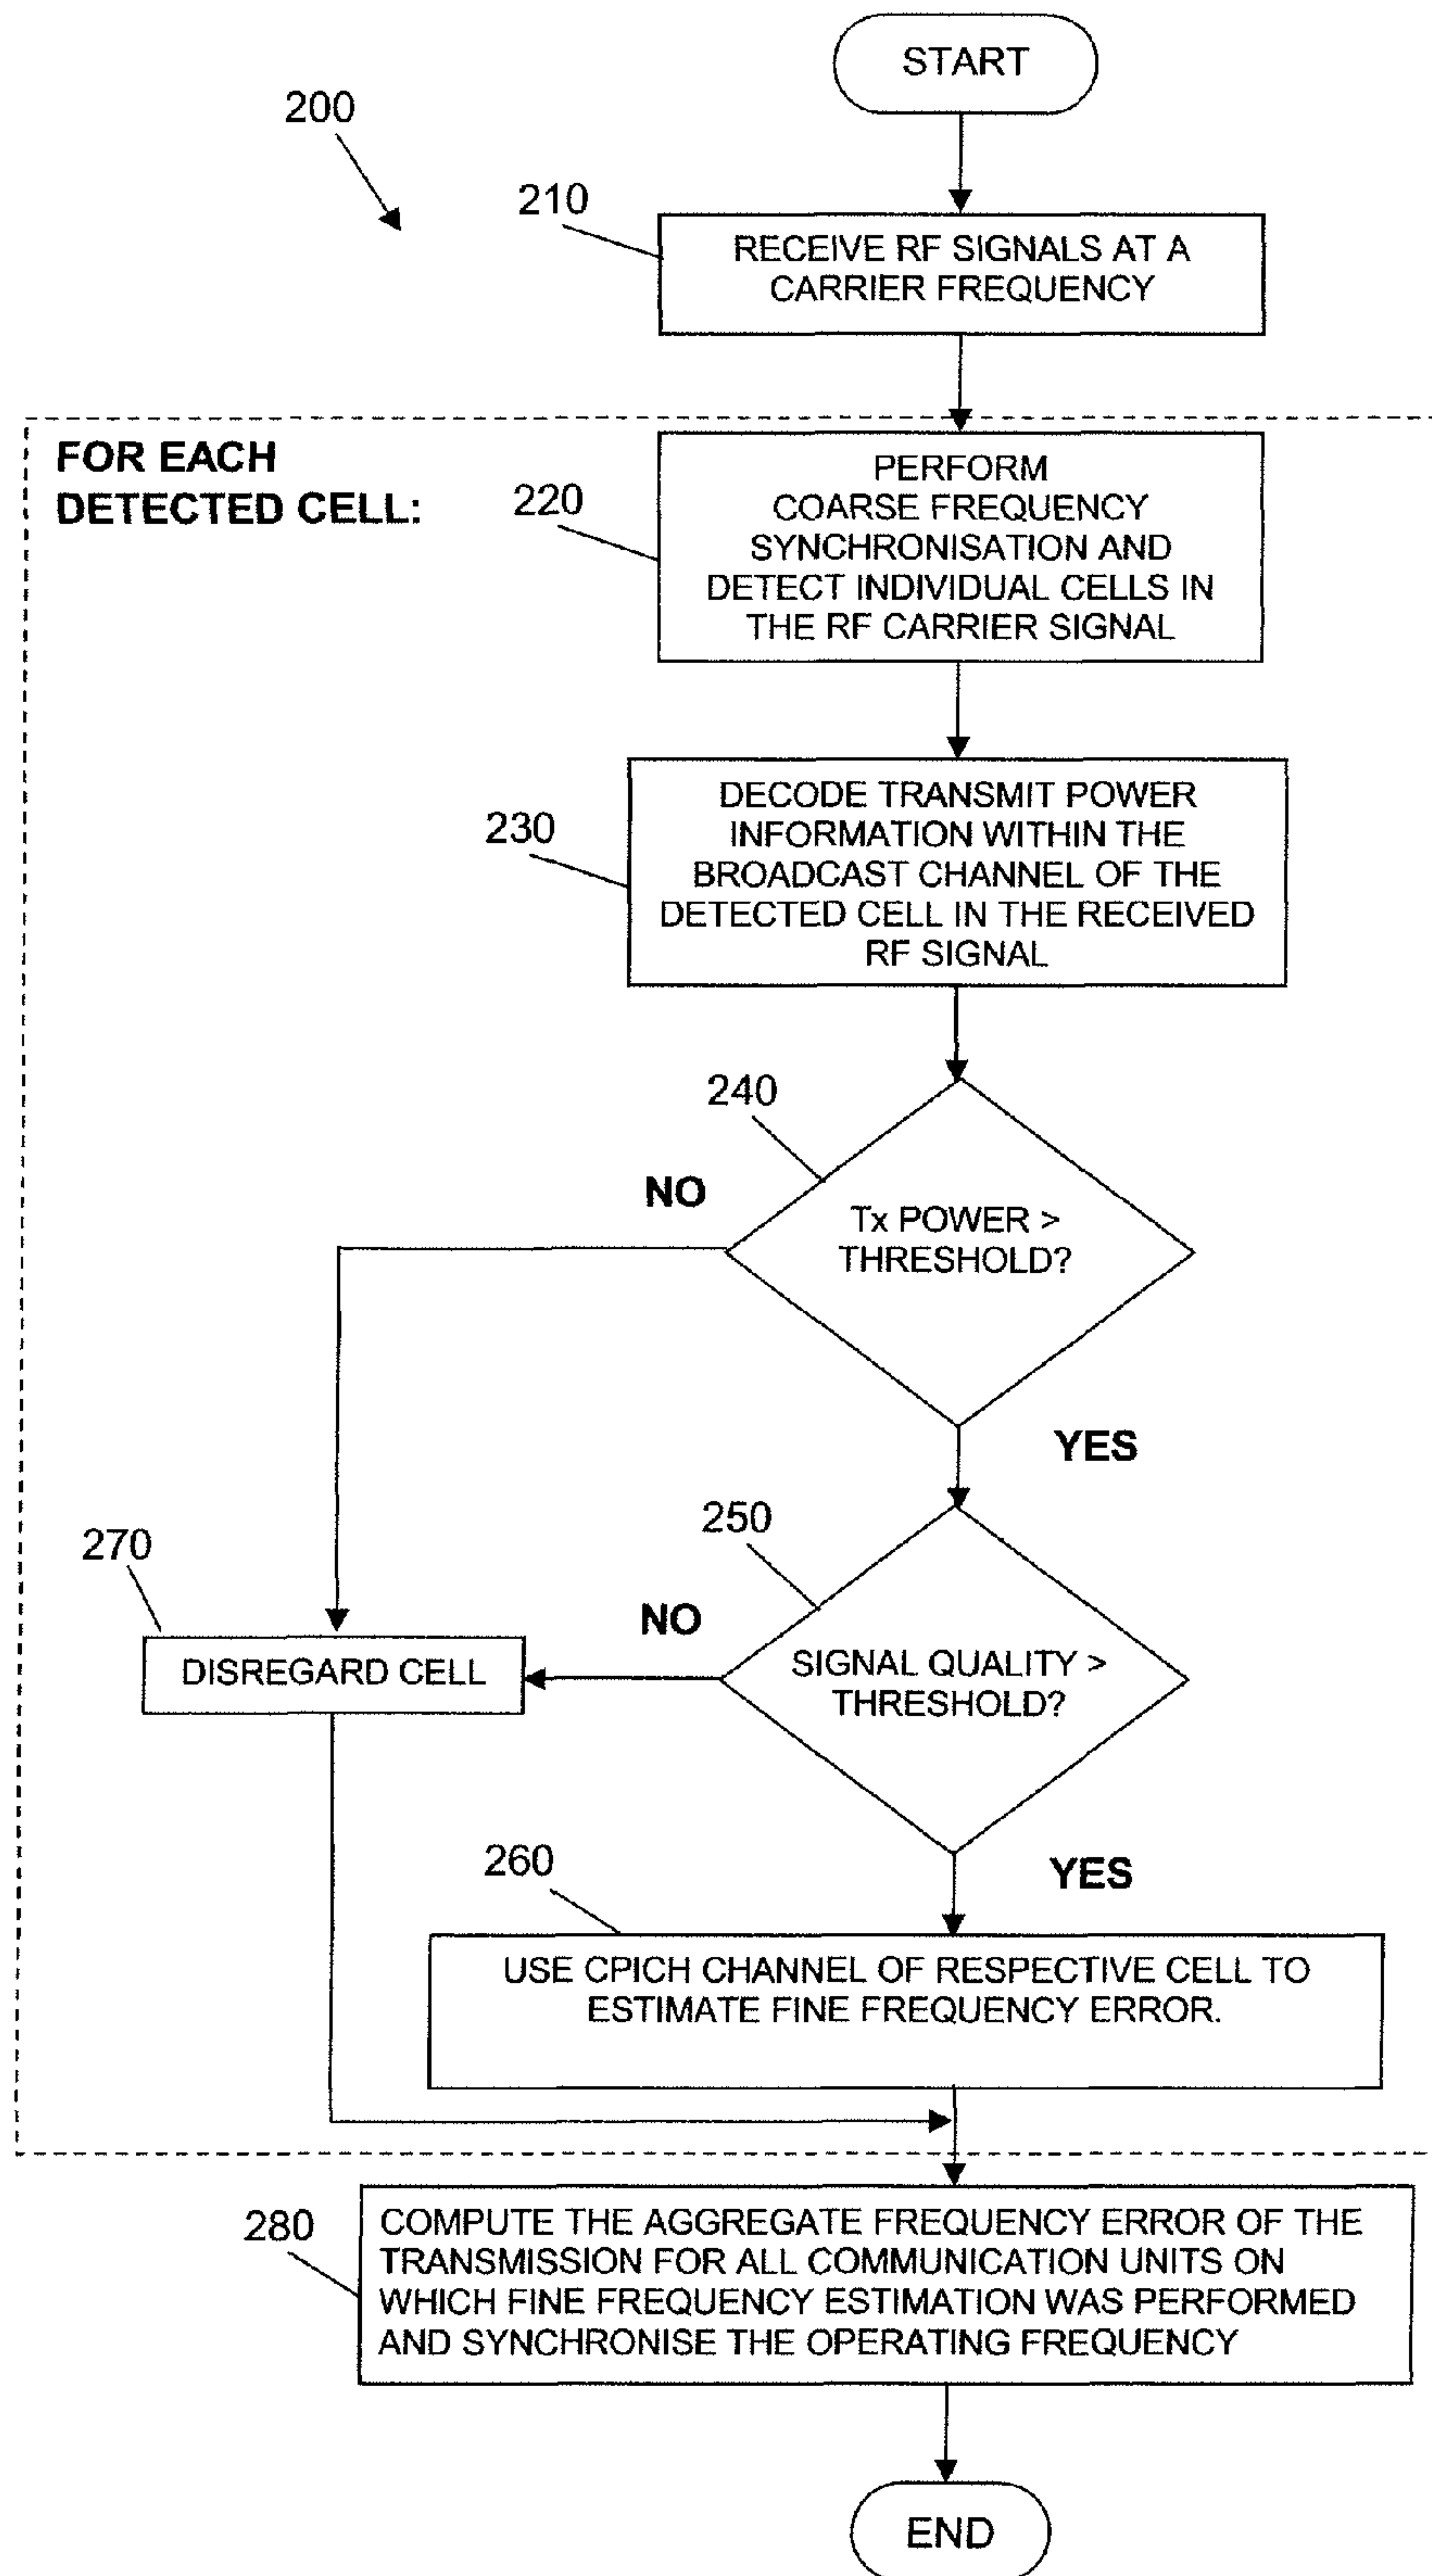 START
200
210
RECEIVE RF SIGNALS AT A
CARRIER FREQUENCY
FOR EACH
DETECTED CELL:
220
PERFORM
COARSE FREQUENCY
SYNCHRONISATION AND
DETECT INDIVIDUAL CELLS IN
THE RF CARRIER SIGNAL
230
DECODE TRANSMIT POWER
INFORMATION WITHIN THE
BROADCAST CHANNEL OF THE
DETECTED CELL IN THE RECEIVED
RF SIGNAL
240
NO
Tx POWER >
THRESHOLD?
YES
250
270
NO
DISREGARD CELL
SIGNAL QUALITY >
THRESHOLD?
260
YES
USE CPICH CHANNEL OF RESPECTIVE CELL TO
ESTIMATE FINE FREQUENCY ERROR.
280
COMPUTE THE AGGREGATE FREQUENCY ERROR OF THE
TRANSMISSION FOR ALL COMMUNICATION UNITS ON
WHICH FINE FREQUENCY ESTIMATION WAS PERFORMED
AND SYNCHRONISE THE OPERATING FREQUENCY
END